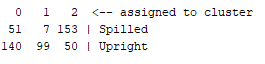 0 1 2 <-- assigned to cluster
51 7 153 | Spilled
140 99 50 | Upright